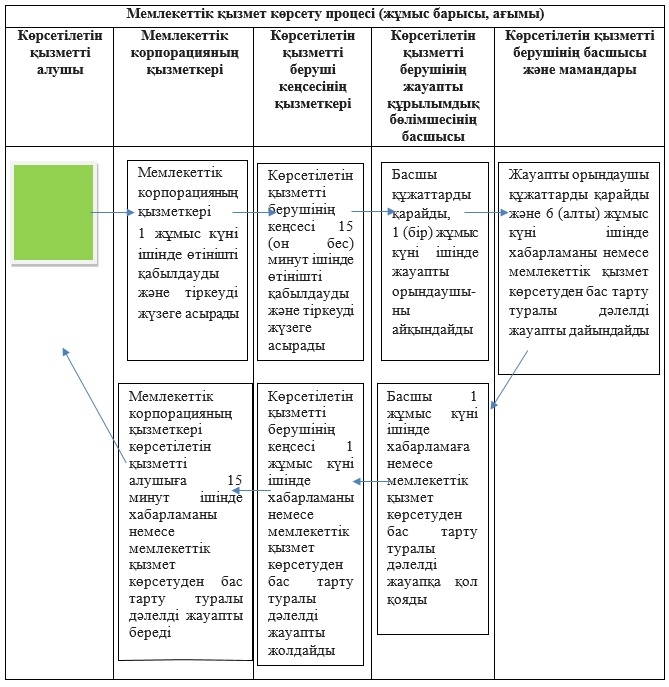 Мемлекеттік қызмет көрсету процесі (жұмыс барысы, ағымы)
Көрсетілетін
қызметті
алушы
Мемлекеттік
корпорацияның
қызметкері
Көрсетілетін
қызметті
беруші
кеңсесінің
қызметкері
Көрсетілетін
қызметті
берушінің
жауапты
құрылымдық
бөлімшесінің
басшысы
Көрсетілетін қызметті
берушінің басшысы
және мамандары
Мемлекеттік
корпорацияның
қызметкері
1 жұмыс күні
ішінде өтінішті
қабылдауды
және тіркеуді
жүзеге асырады
Көрсетілетін
қызметті
берушінің
кеңсесі 15
(он бес)
минут ішінде
өтінішті
қабылдауды
және тіркеуді
жүзеге
асырады
Басшы
құжаттарды
қарайды,
1 (бір) жұмыс
күні ішінде
жауапты
орындаушы-
ны
айқындайды
Жауапты орындаушы
құжаттарды қарайды
және 6 (алты) жұмыс
күні ішінде
хабарламаны немесе
мемлекеттік қызмет
көрсетуден бас тарту
туралы дәлелді
жауапты дайындайды
Мемлекеттік
корпорацияның
қызметкері
көрсетілетін
қызметті
алушыға 15
минут ішінде
хабарламаны
немесе
мемлекеттік
қызмет
көрсетуден бас
тарту туралы
дәлелді жауапты
береді
Көрсетілетін
қызметті
берушінің
кеңсесі 1
жұмыс күні
ішінде
хабарламаны
немесе
мемлекеттік
қызмет
көрсетуден
бас тарту
туралы
дәлелді
жауапты
жолдайды
Басшы 1
жұмыс күні
ішінде
хабарламаға
немесе
мемлекеттік
қызмет
көрсетуден
бас тарту
туралы
дәлелді
жауапқа қол
қояды